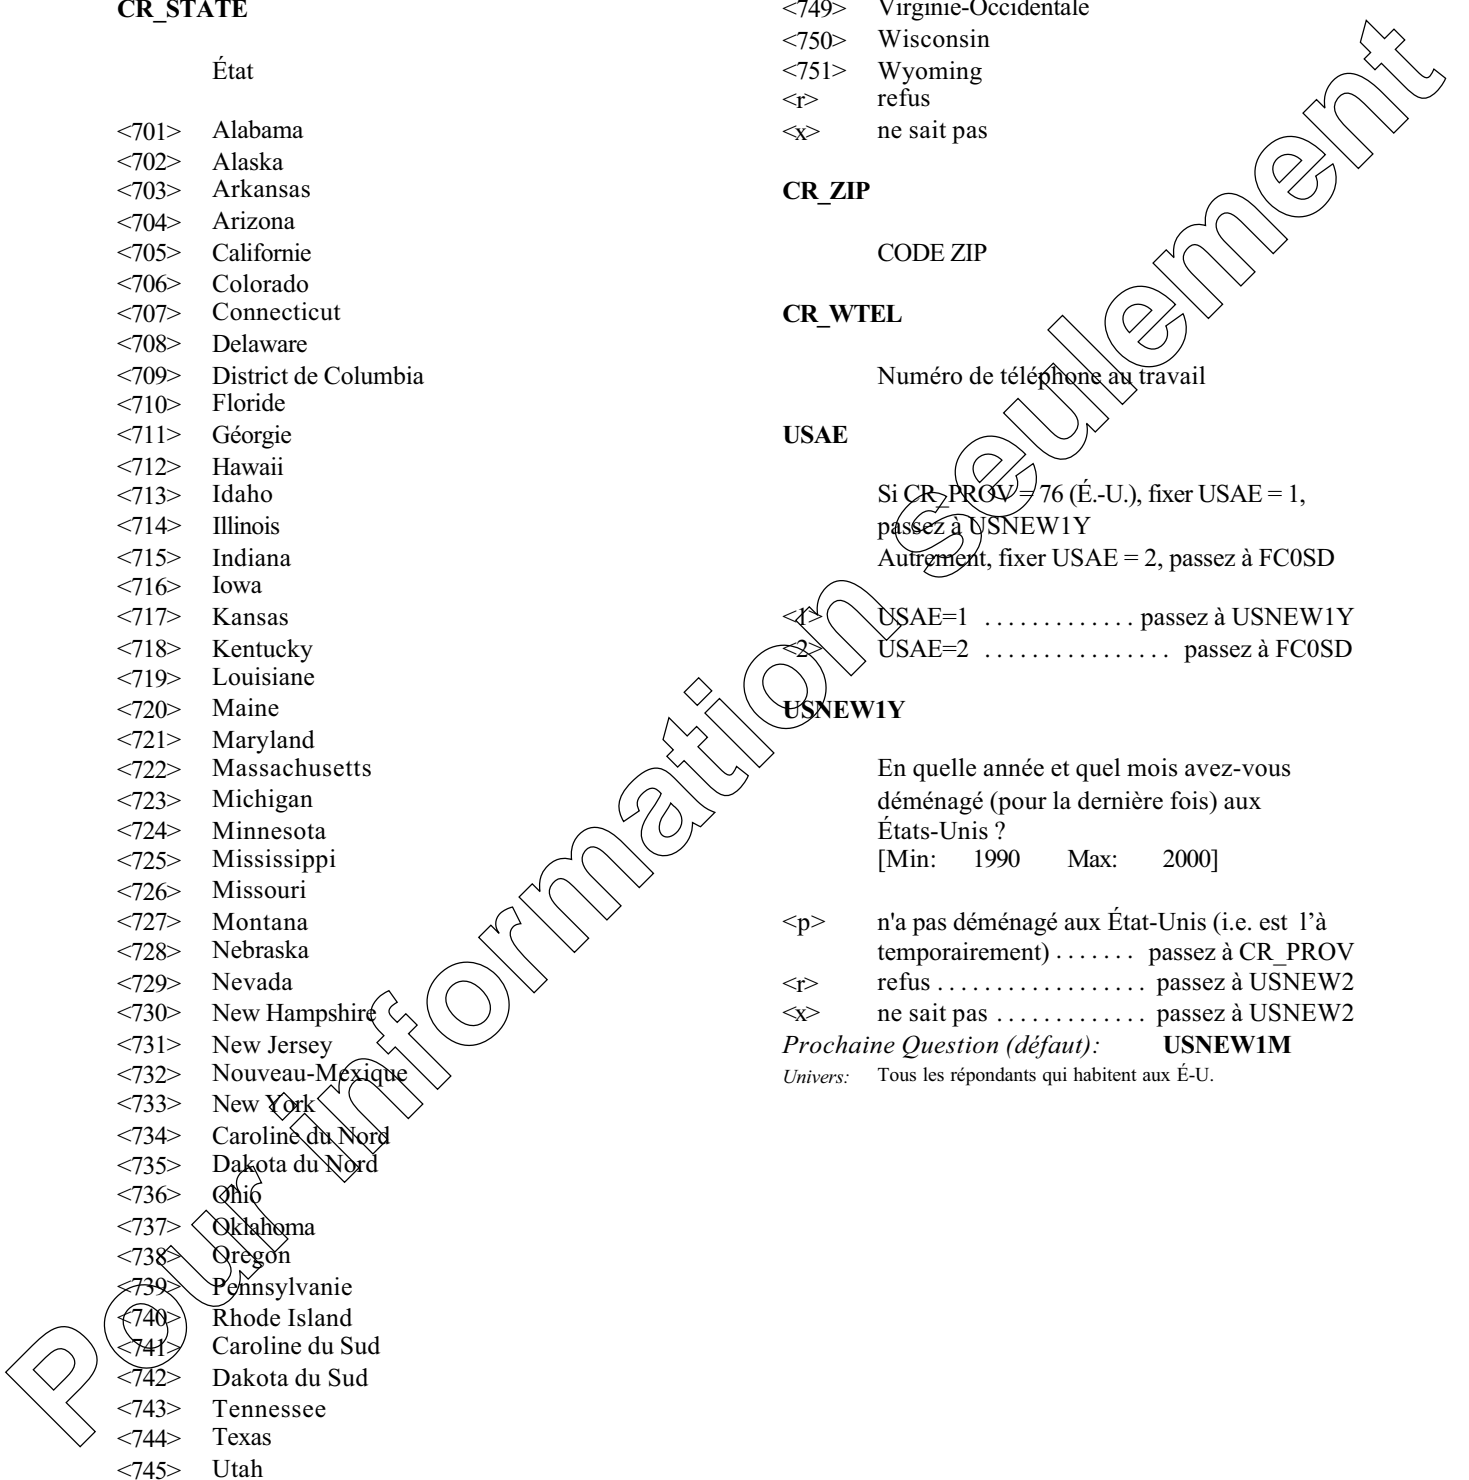 CR_STATE
État
<701> Alabama
<702> Alaska
<703> Arkansas
<704> Arizona
<705> Californie
<706> Colorado
<707> Connecticut
<708> Delaware
<709> District de Columbia
<710> Floride
<711> Géorgie
<712> Hawaii
<713> Idaho
<714> Illinois
<715> Indiana
<716> Iowa
<717> Kansas
<718> Kentucky
<719> Louisiane
<720> Maine
<721> Maryland
<722> Massachusetts
<723> Michigan
<724> Minnesota
<725> Mississippi
<726> Missouri
<727> Montana
<728> Nebraska
<729> Nevada
<730> New Hampshire
<731> New Jersey
<732> Nouveau-Mexique
<733> New York
<734> Caroline du Nord
<735> Dakota du Nord
<736> Ohio
<737> Oklahoma
<738> Oregon
<739> Pennsylvanie
<740> Rhode Island
<741> Caroline du Sud
<742> Dakota du Sud
<743> Tennessee
<744> Texas
<745> Utah
<749> Virginie-Occidentale
<750> Wisconsin
<751> Wyoming
<r> refus
<x> ne sait pas
CR_ZIP
CODE ZIP
CR_WTEL
Numéro de téléphone au travail
USAE
Si CR_PROV = 76 (É.-U.), fixer USAE = 1,
passez à USNEW1Y
Autrement, fixer USAE = 2, passez à FC0SD
<1> USAE=1 . . . . . . . . . . . . . passez à USNEW1Y
<2> USAE=2 . . . . . . . . . . . . . . . . passez à FC0SD
USNEW1Y
En quelle année et quel mois avez-vous
déménagé (pour la dernière fois) aux
États-Unis ?
[Min: 1990 Max: 2000]
<p> n'a pas déménagé aux État-Unis (i.e. est l'à
temporairement) . . . . . . . passez à CR_PROV
<r> refus . . . . . . . . . . . . . . . . . . passez à USNEW2
<x> ne sait pas . . . . . . . . . . . . . passez à USNEW2
Prochaine Question (défaut): USNEW1M
Univers: Tous les répondants qui habitent aux É-U.
Pour information seulement